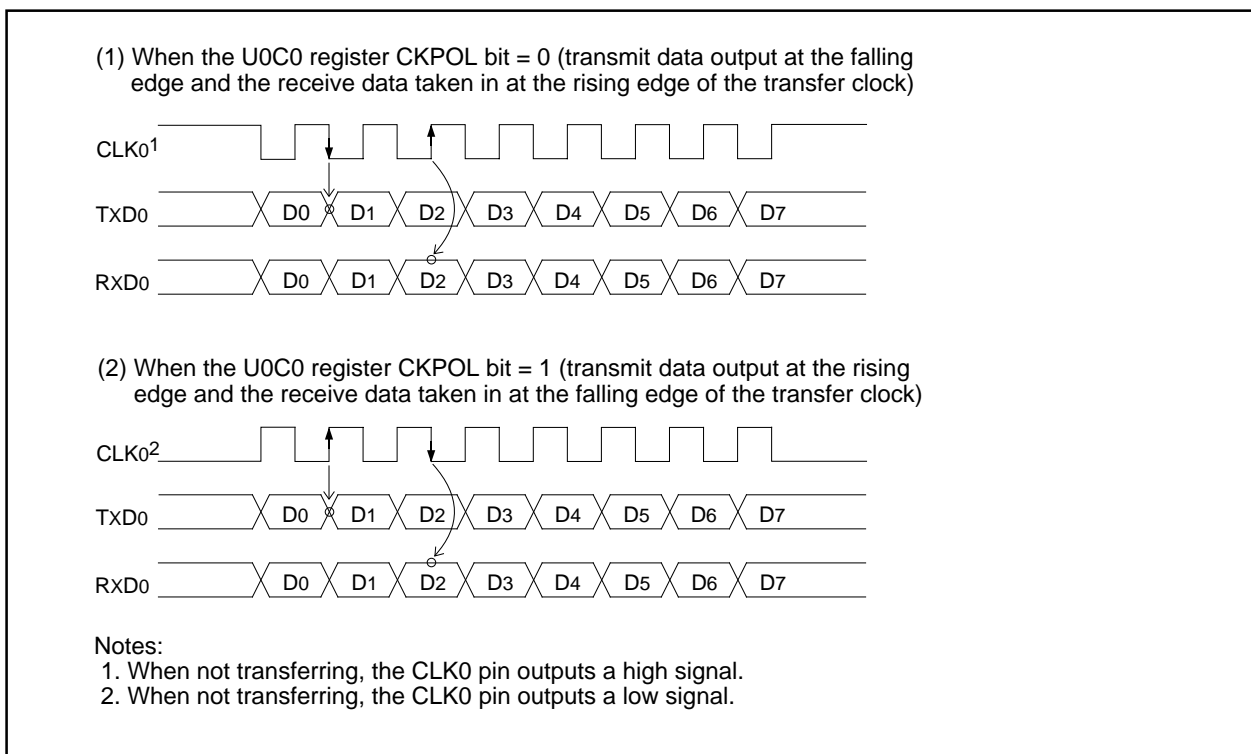 (1) When the U0C0 register CKPOL bit = 0 (transmit data output at the falling
edge and the receive data taken in at the rising edge of the transfer clock)
CLK01
TXD0
D0 D1 D2 D3 D4 D5 D6 D7
RXD0
D0 D1 D2 D3 D4 D5 D6 D7
(2) When the U0C0 register CKPOL bit = 1 (transmit data output at the rising
edge and the receive data taken in at the falling edge of the transfer clock)
CLK02
TXD0
D0 D1 D2 D3 D4 D5 D6 D7
RXD0
D0 D1 D2 D3 D4 D5 D6 D7
Notes:
1. When not transferring, the CLK0 pin outputs a high signal.
2. When not transferring, the CLK0 pin outputs a low signal.